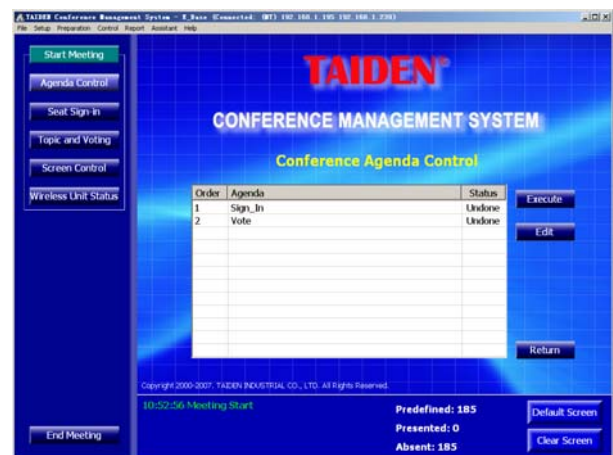 TAIDEN Conference Management System - E_Base (Connected: (MT) 192.168.1.195 192.168.1.236)
File Setup Preparation Control Report Assistant Help
Start Meeting
Agenda Control
Seat Sign-in
Topic and Voting
Screen Control
Wireless Unit Status
End Meeting
TAIDEN®
CONFERENCE MANAGEMENT SYSTEM
Conference Agenda Control
Order Agenda Status
1 Sign_In Undone
2 Vote Undone
Execute
Edit
Return
Copyright 2000-2007. TAIDEN INDUSTRIAL CO., LTD. All Rights Reserved.
10:52:56 Meeting Start
Predefined: 185
Presented: 0
Absent: 185
Default Screen
Clear Screen